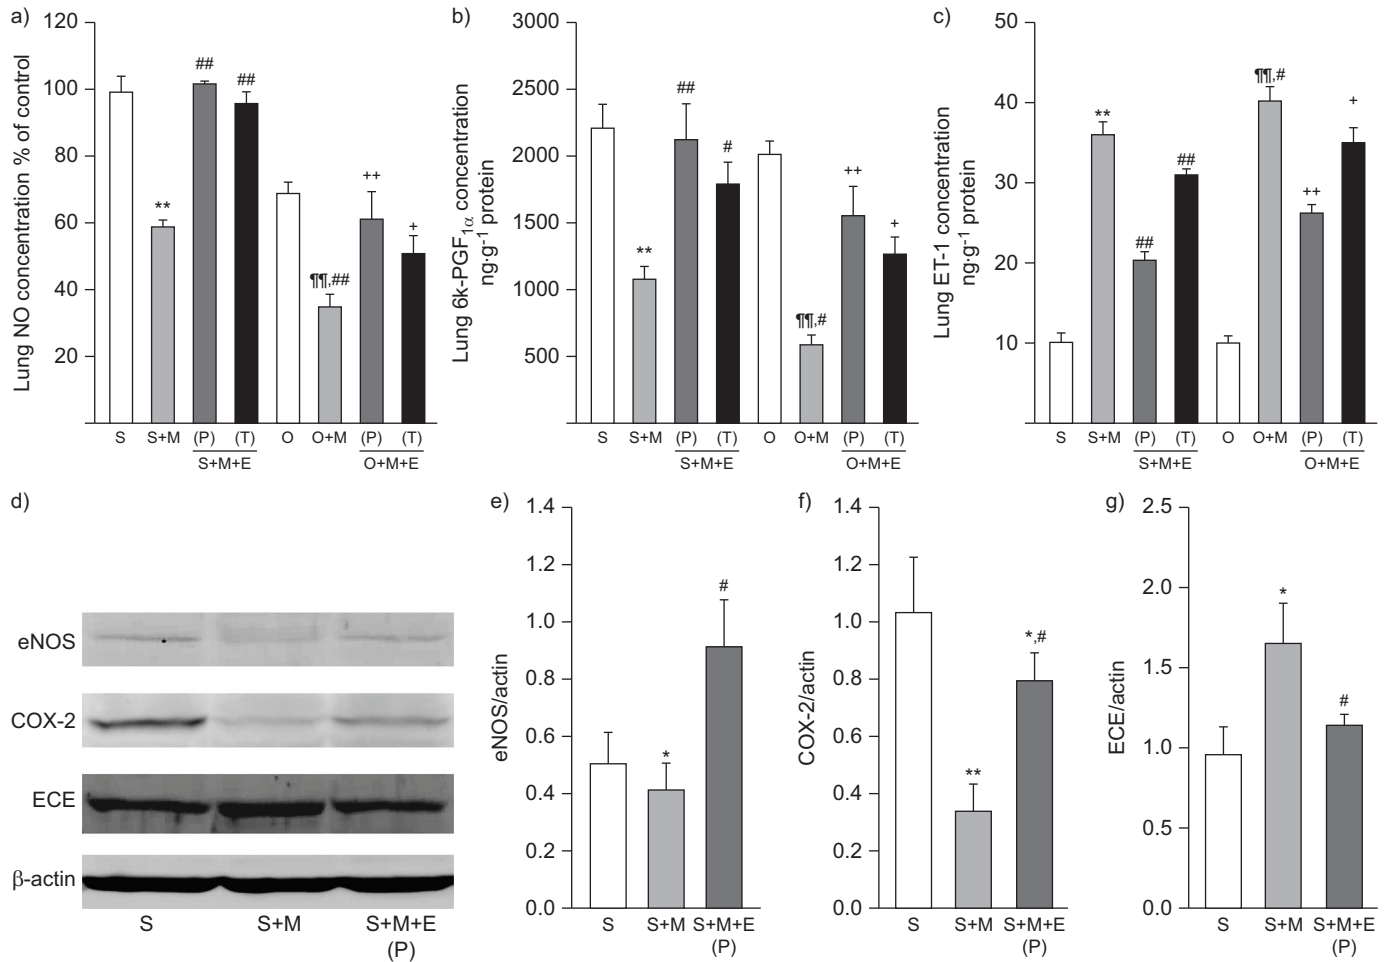 a)
Lung NO concentration % of control
120
100
80
60
40
20
**
##
##
¶¶,##
++
+
S
S+M
(P)
(T)
O
O+M
(P)
(T)
S+M+E
O+M+E
b)
Lung 6k-PGF1α concentration
ng·g-1 protein
3000
2500
2000
1500
1000
500
**
##
#
¶¶,#
++
+
S
S+M
(P)
(T)
O
O+M
(P)
(T)
S+M+E
O+M+E
c)
Lung ET-1 concentration
ng·g-1 protein
50
40
30
20
10
**
##
##
¶¶,#
++
+
S
S+M
(P)
(T)
O
O+M
(P)
(T)
S+M+E
O+M+E
d)
eNOS
COX-2
ECE
β-actin
S
S+M
S+M+E
(P)
e)
eNOS/actin
1.4
1.2
1.0
0.8
0.6
0.4
0.2
0.0
*
#
S
S+M
S+M+E
(P)
f)
COX-2/actin
1.4
1.2
1.0
0.8
0.6
0.4
0.2
0.0
**
*,#
S
S+M
S+M+E
(P)
g)
ECE/actin
2.5
2.0
1.5
1.0
0.5
0.0
*
#
S
S+M
S+M+E
(P)